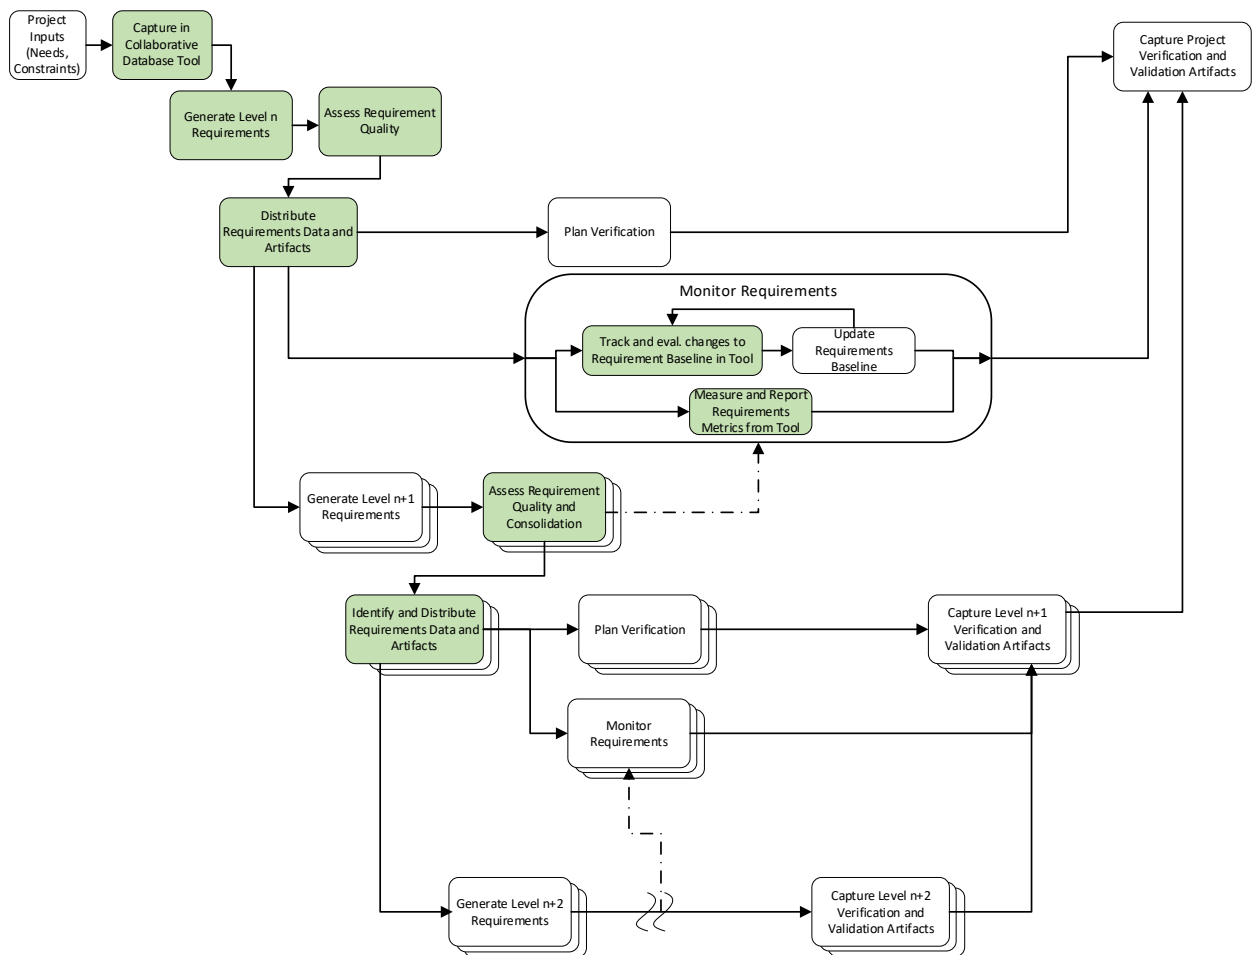 Project
Inputs
(Needs,
Constraints)
Capture in
Collaborative
Database Tool
Capture Project
Verification and
Validation Artifacts
Generate Level n
Requirements
Assess Requirement
Quality
Distribute
Requirements Data and
Artifacts
Plan Verification
Monitor Requirements
Track and eval. changes to
Requirement Baseline in Tool
Update
Requirements
Baseline
Measure and Report
Requirements
Metrics from Tool
Generate Level n+1
Requirements
Assess Requirement
Quality and
Consolidation
Identify and Distribute
Requirements Data and
Artifacts
Plan Verification
Capture Level n+1
Verification and
Validation Artifacts
Monitor
Requirements
Generate Level n+2
Requirements
Capture Level n+2
Verification and
Validation Artifacts